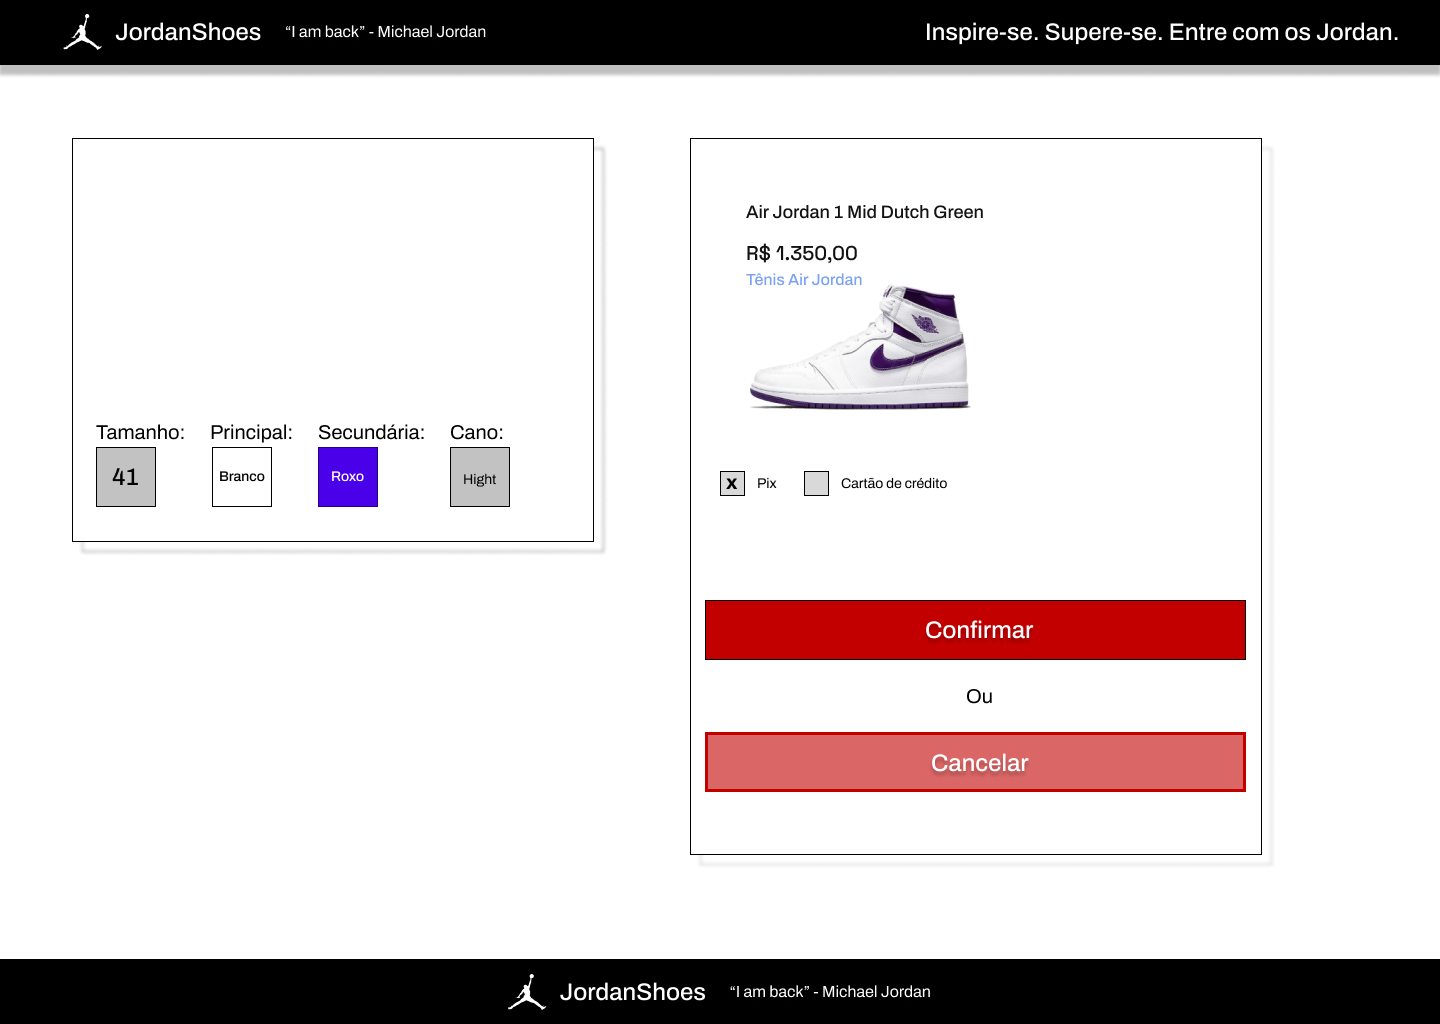 JordanShoes
“I am back” - Michael Jordan
Inspire-se. Supere-se. Entre com os Jordan.
Tamanho:
Principal:
Secundária:
Cano:
41
Branco
Roxo
Hight
Air Jordan 1 Mid Dutch Green
R$ 1.350,00
Tênis Air Jordan
X
Pix
Cartão de crédito
Confirmar
Ou
Cancelar
JordanShoes
“I am back” - Michael Jordan